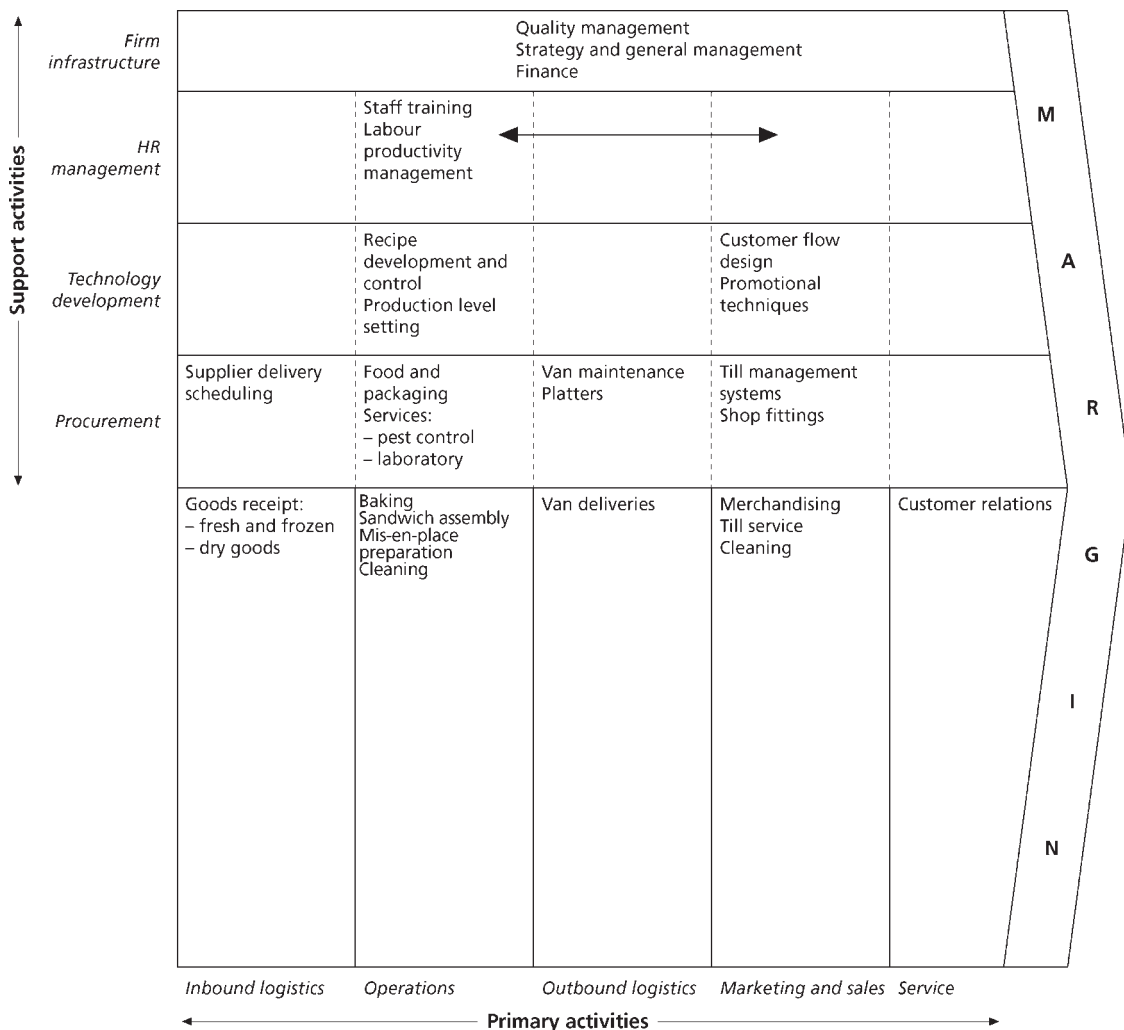 Support activities
Firm
infrastructure
Quality management
Strategy and general management
Finance
HR
management
Staff training
Labour
productivity
management
Technology
development
Recipe
development and
control
Production level
setting
Customer flow
design
Promotional
techniques
Procurement
Supplier delivery
scheduling
Food and
packaging
Services:
– pest control
– laboratory
Van maintenance
Platters
Till management
systems
Shop fittings
Goods receipt:
– fresh and frozen
– dry goods
Baking
Sandwich assembly
Mis-en-place
preparation
Cleaning
Van deliveries
Merchandising
Till service
Cleaning
Customer relations
M
A
R
G
I
N
Inbound logistics
Operations
Outbound logistics
Marketing and sales
Service
Primary activities